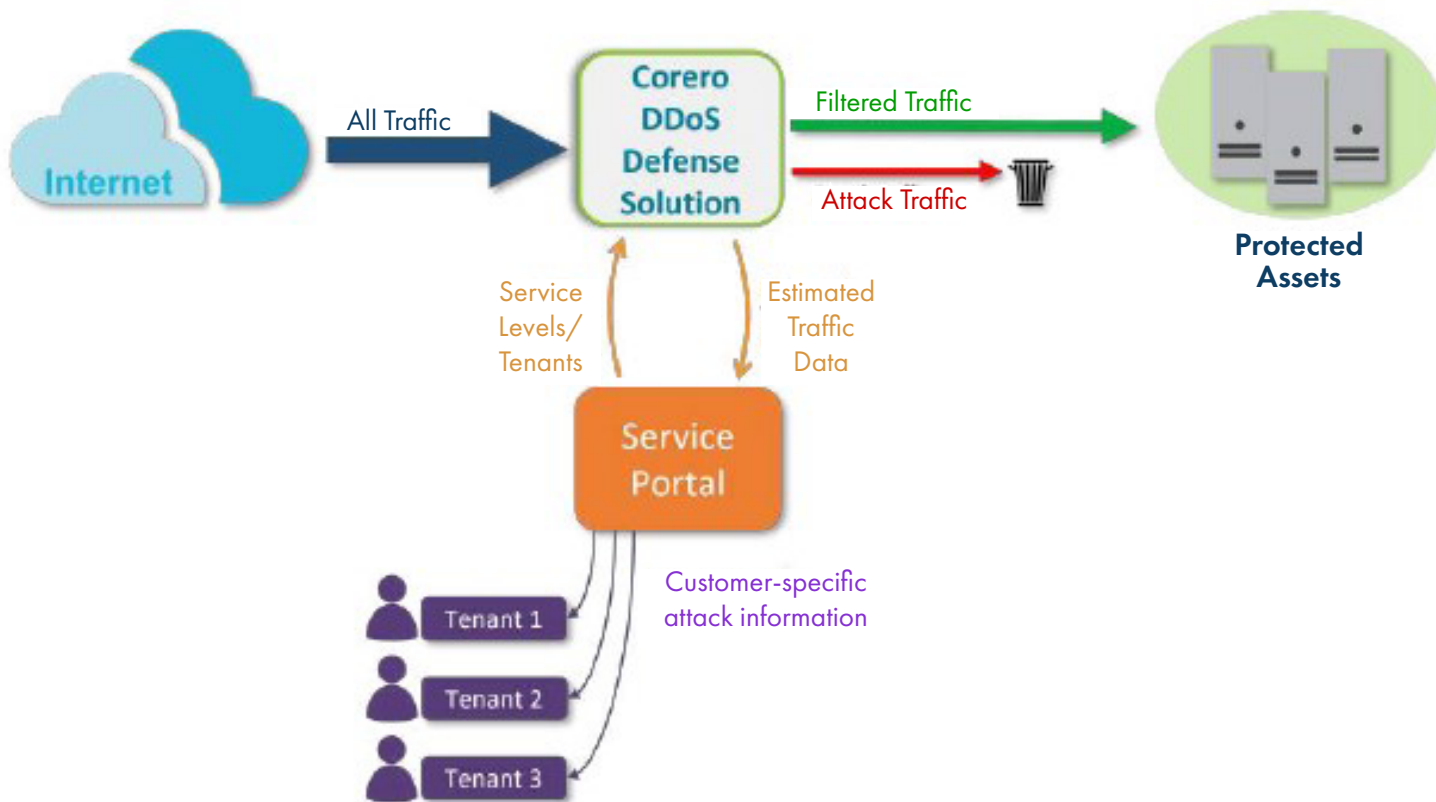 Internet
All Traffic
Corero
DDoS
Defense
Solution
Filtered Traffic
Attack Traffic
Protected
Assets
Service
Levels/
Tenants
Estimated
Traffic
Data
Service
Portal
Customer-specific
attack information
Tenant 1
Tenant 2
Tenant 3